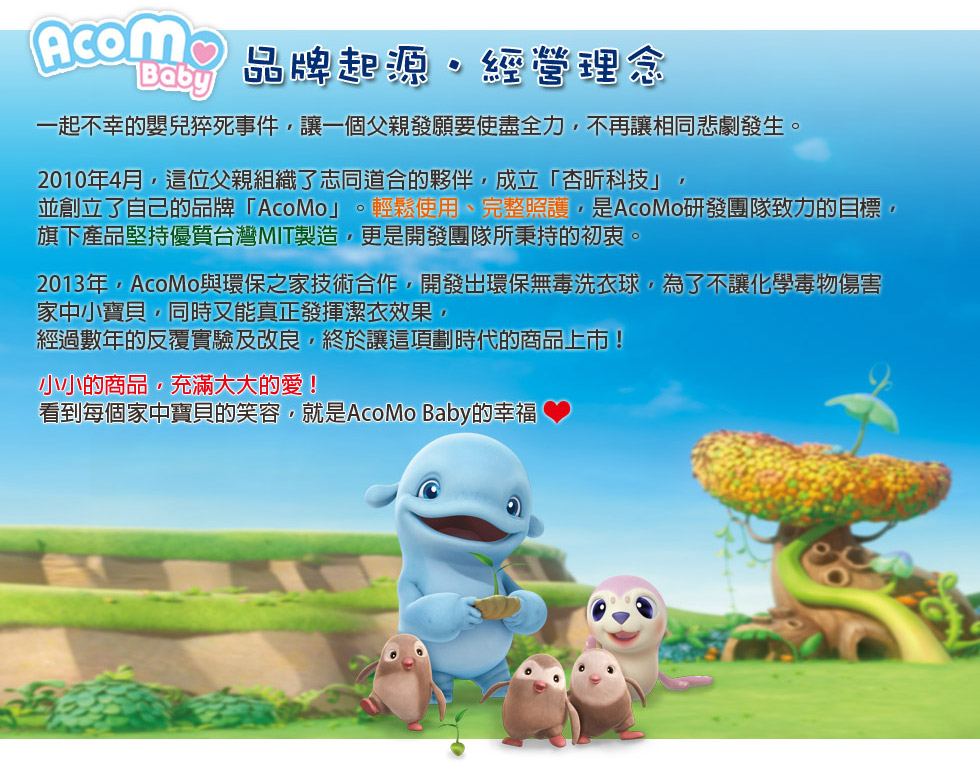 AcoMo
Baby
品牌起源・經營理念
一起不幸的嬰兒猝死事件，讓一個父親發願要使盡全力，不再讓相同悲劇發生。
2010年4月，這位父親組織了志同道合的夥伴，成立「杏昕科技」，
並創立了自己的品牌「AcoMo」。輕鬆使用、完整照護，是AcoMo研發團隊致力的目標，
旗下產品堅持優質台灣MIT製造，更是開發團隊所秉持的初衷。
2013年，AcoMo與環保之家技術合作，開發出環保無毒洗衣球，為了不讓化學毒物傷害
家中小寶貝，同時又能真正發揮潔衣效果，
經過數年的反覆實驗及改良，終於讓這項劃時代的商品上市！
小小的商品，充滿大大的愛！
看到每個家中寶貝的笑容，就是AcoMo Baby的幸福 ❤